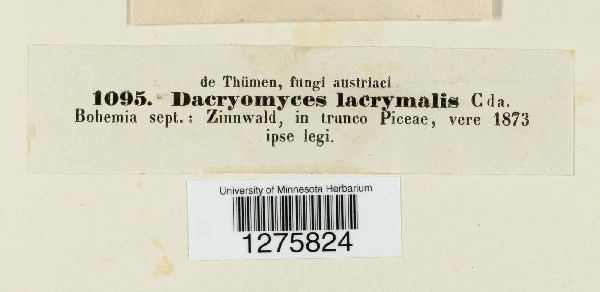 de Thümen, fungi austriaci
1095. Dacryomyces lacrymalis Cda.
Bohemia sept.: Zinnwald, in trunco Piceae, vere 1873
ipse legi.
University of Minnesota Herbarium
1275824